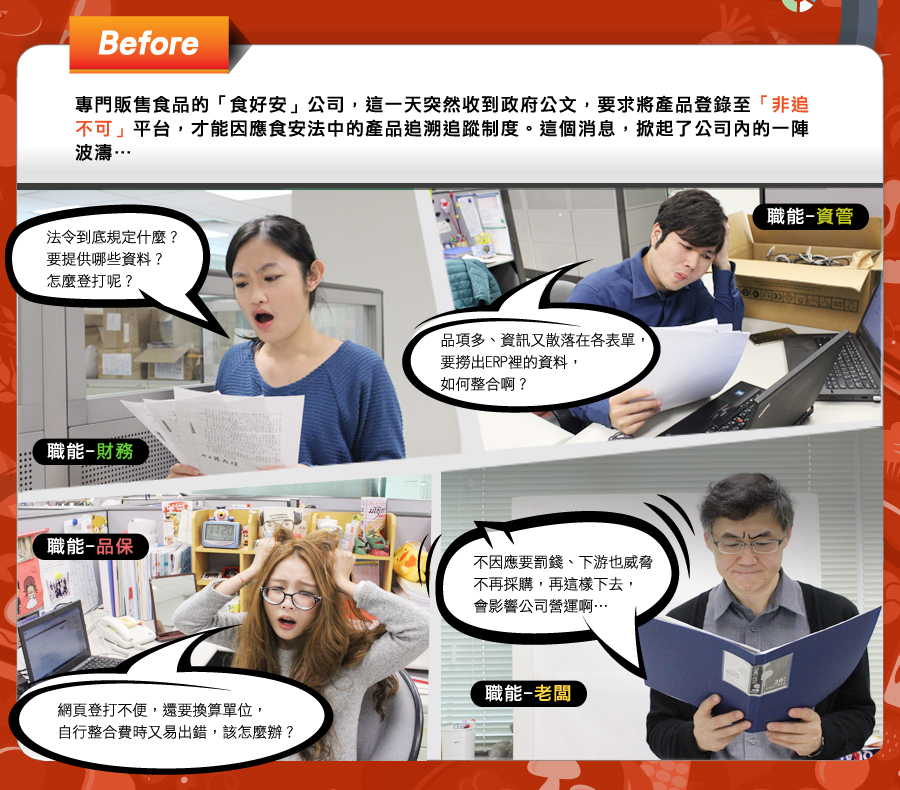 Before
專門販售食品的「食好安」公司，這一天突然收到政府公文，要求將產品登錄至「非追
不可」平台，才能因應食安法中的產品追溯追蹤制度。這個消息，掀起了公司內的一陣
波濤…
法令到底規定什麼？
要提供哪些資料？
怎麼登打呢？
職能-財務
職能-資管
品項多、資訊又散落在各表單，
要撈出ERP裡的資料，
如何整合啊？
職能-品保
網頁登打不便，還要換算單位，
自行整合費時又易出錯，該怎麼辦？
不因應要罰錢、下游也威脅
不再採購，再這樣下去，
會影響公司營運啊…
職能-老闆